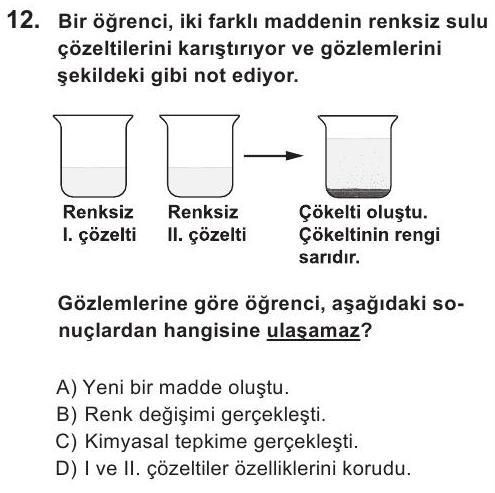 12. Bir öğrenci, iki farklı maddenin renksiz sulu
çözeltilerini karıştırıyor ve gözlemlerini
şekildeki gibi not ediyor.
Renksiz
I. çözelti
Renksiz
II. çözelti
Çökelti oluştu.
Çökeltinin rengi
sarıdır.
Gözlemlerine göre öğrenci, aşağıdaki so-
nuçlardan hangisine ulaşamaz?
A) Yeni bir madde oluştu.
B) Renk değişimi gerçekleşti.
C) Kimyasal tepkime gerçekleşti.
D) I ve II. çözeltiler özelliklerini korudu.